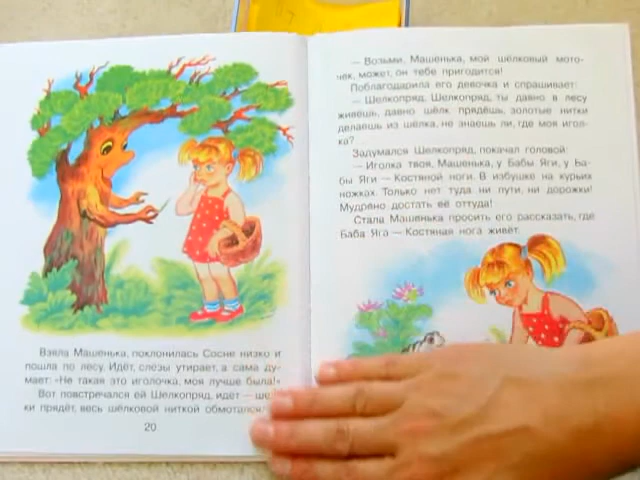 Взяла Машенька, поклонилась Сосне низко и
пошла по лесу. Идёт, слёзы утирает, а сама ду-
мает: «Не такая это иголочка, моя лучше была!»
Вот повстречался ей Шелкопряд, идёт —
ки прядёт, весь шёлковой ниткой обмотался
20
— Возьми, Машенька, мой шёлковый мото-
чек, может, он тебе пригодится!
Поблагодарила его девочка и спрашивает:
— Шелкопряд, Шелкопряд, ты давно в лесу
живёшь, давно шёлк прядёшь, золотые нитки
делаешь из шёлка, не знаешь ли, где моя игол-
ка?
Задумался Шелкопряд, покачал головой:
— Иголка твоя, Машенька, у Бабы Яги, у Ба-
бы Яги — Костяной ноги. В избушке на курьих
ножках. Только нет туда ни пути, ни дорожки!
Мудрёно достать её оттуда!
Стала Машенька просить его рассказать, где
Баба Яга — Костяная нога живёт.